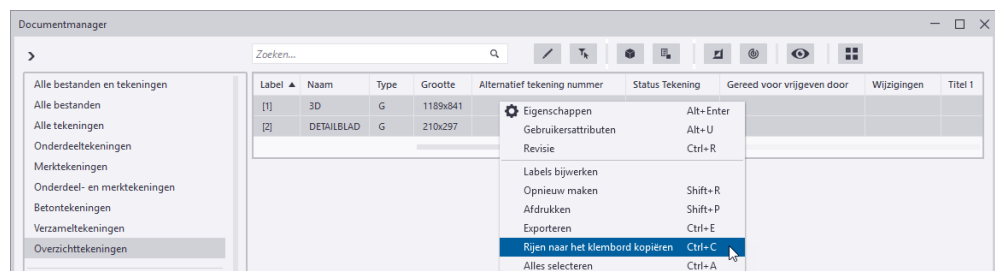 Documentmanager
Zoeken...
Alle bestanden en tekeningen
Alle bestanden
Alle tekeningen
Onderdeeltekeningen
Merktekeningen
Onderdeel- en merktekeningen
Betontekeningen
Verzameltekeningen
Overzichttekeningen
Label Naam Type Grootte Alternatief tekening nummer Status Tekening Gereed voor vrijgeven door Wijzigingen Titel 1
[1] 3D G 1189x841
[2] DETAILBLAD G 210x297
Eigenschappen Alt+Enter
Gebruikersattributen Alt+U
Revisie Ctrl+R
Labels bijwerken
Opnieuw maken Shift+R
Afdrukken Shift+P
Exporteren Ctrl+E
Rijen naar het klembord kopiëren Ctrl+C
Alles selecteren Ctrl+A